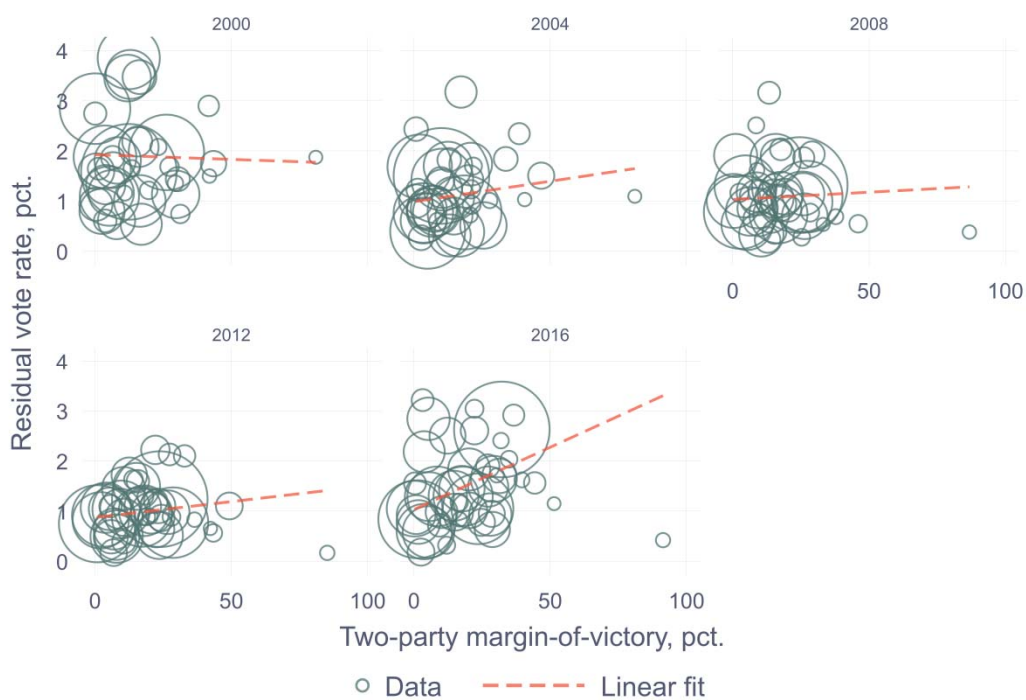 2000
2004
2008
4
3
2
1
0
0 50 100
Residual vote rate, pct.
2012
2016
4
3
2
1
0
0 50 100
0 50 100
Two-party margin-of-victory, pct.
Data Linear fit